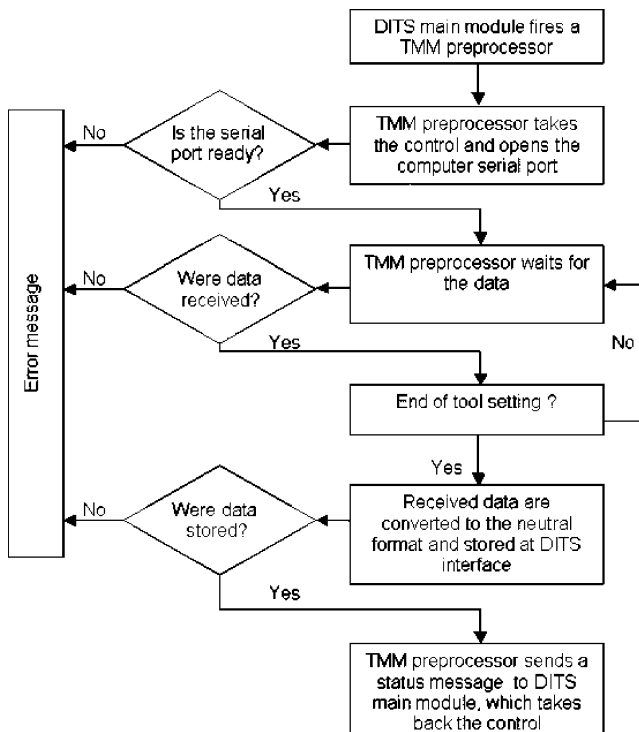 DITS main module fires a
TMM preprocessor
No
Is the serial
port ready?
TMM preprocessor takes
the control and opens the
computer serial port
Yes
No
Were data
received?
TMM preprocessor waits for
the data
Error message
Yes
No
End of tool setting ?
Yes
No
Were data
stored?
Received data are
converted to the neutral
format and stored at DITS
interface
Yes
TMM preprocessor sends a
status message to DITS
main module, which takes
back the control